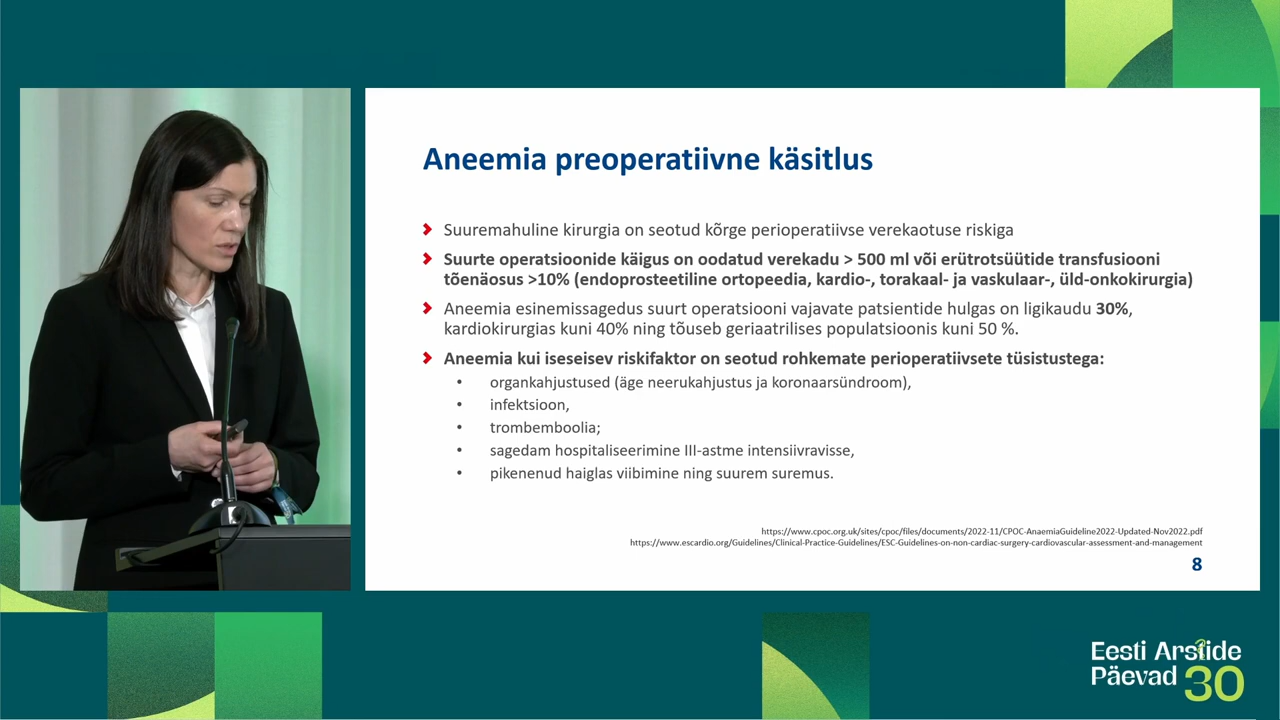 Aneemia preoperatiivne käsitlus
Suuremahuline kirurgia on seotud kõrge perioperatiivse verekaotuse riskiga
Suurte operatsioonide käigus on oodatud verekadu > 500 ml või erütrotsüütide transfusiooni
tõenäosus >10% (endoprosteetiline ortopeedia, kardio-, torakaal- ja vaskulaar-, üld-onkokirurgia)
Aneemia esinemissagedus suurt operatsiooni vajavate patsientide hulgas on ligikaudu 30%,
kardiokirurgias kuni 40% ning tõuseb geriaatrilises populatsioonis kuni 50 %.
Aneemia kui iseseisev riskifaktor on seotud rohkemate perioperatiivsete tüsistustega:
• organkahjustused (äge neerukahjustus ja koronaarsündroom),
• infektsioon,
• trombemboolia;
• sagedam hospitaliseerimine III-astme intensiivravisse,
• pikenenud haiglas viibimine ning suurem suremus.
https://www.cpoc.org.uk/sites/cpoc/files/documents/2022-11/CPOC-AnaemiaGuideline2022-Updated-Nov2022.pdf
https://www.escardio.org/Guidelines/Clinical-Practice-Guidelines/ESC-Guidelines-on-non-cardiac-surgery-cardiovascular-assessment-and-management
8
Eesti Arstide
Päevad 30